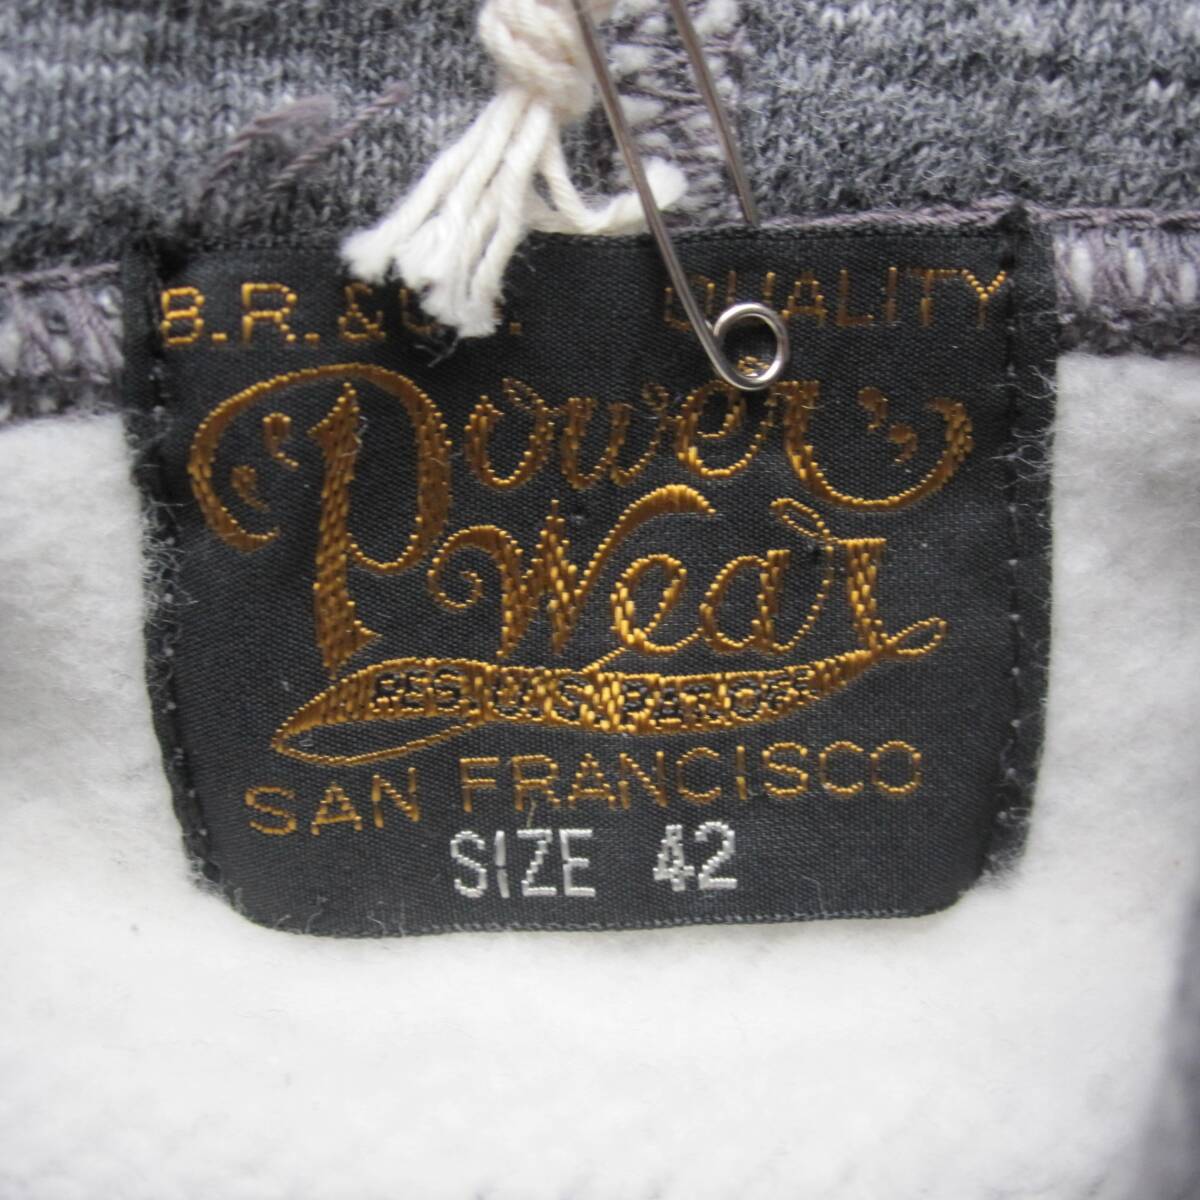 B.R. & CO. QUALITY
Power
Wear
REG. U.S. PAT. OFF
SAN FRANCISCO
SIZE 42